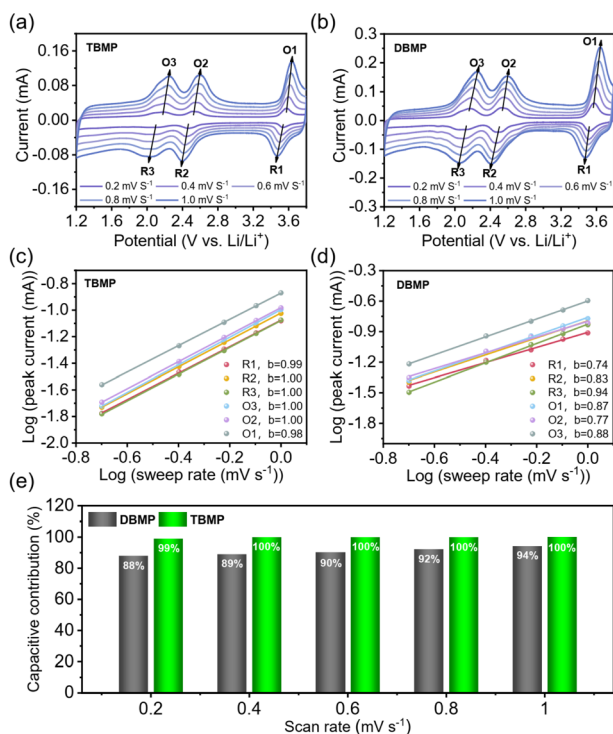 (a)
TBMP
O3
O2
O1
0.16
0.08
0.00
-0.08
-0.16
Current (mA)
R3
R2
R1
0.2 mV S⁻¹
0.4 mV S⁻¹
0.6 mV S⁻¹
0.8 mV S⁻¹
1.0 mV S⁻¹
1.2 1.6 2.0 2.4 2.8 3.2 3.6
Potential (V vs. Li/Li⁺)
(b)
DBMP
O3
O2
O1
0.3
0.2
0.1
0.0
-0.1
-0.2
-0.3
Current (mA)
R3
R2
R1
0.2 mV S⁻¹
0.4 mV S⁻¹
0.6 mV S⁻¹
0.8 mV S⁻¹
1.0 mV S⁻¹
1.2 1.6 2.0 2.4 2.8 3.2 3.6
Potential (V vs. Li/Li⁺)
(c)
TBMP
-0.8
-1.0
-1.2
-1.4
-1.6
-1.8
-2.0
Log (peak current (mA))
R1, b=0.99
R2, b=1.00
R3, b=1.00
O3, b=1.00
O2, b=1.00
O1, b=0.98
-0.8 -0.6 -0.4 -0.2 0.0
Log (sweep rate (mV s⁻¹))
(d)
DBMP
-0.3
-0.6
-0.9
-1.2
-1.5
-1.8
Log (peak current (mA))
R1, b=0.74
R2, b=0.83
R3, b=0.94
O1, b=0.87
O2, b=0.77
O3, b=0.88
-0.8 -0.6 -0.4 -0.2 0.0
Log (sweep rate (mV s⁻¹))
(e)
120
100
80
60
40
20
0
Capacitive contribution (%)
DBMP TBMP
88% 99% 89% 100% 90% 100% 92% 100% 94% 100%
0.2 0.4 0.6 0.8 1
Scan rate (mV s⁻¹)